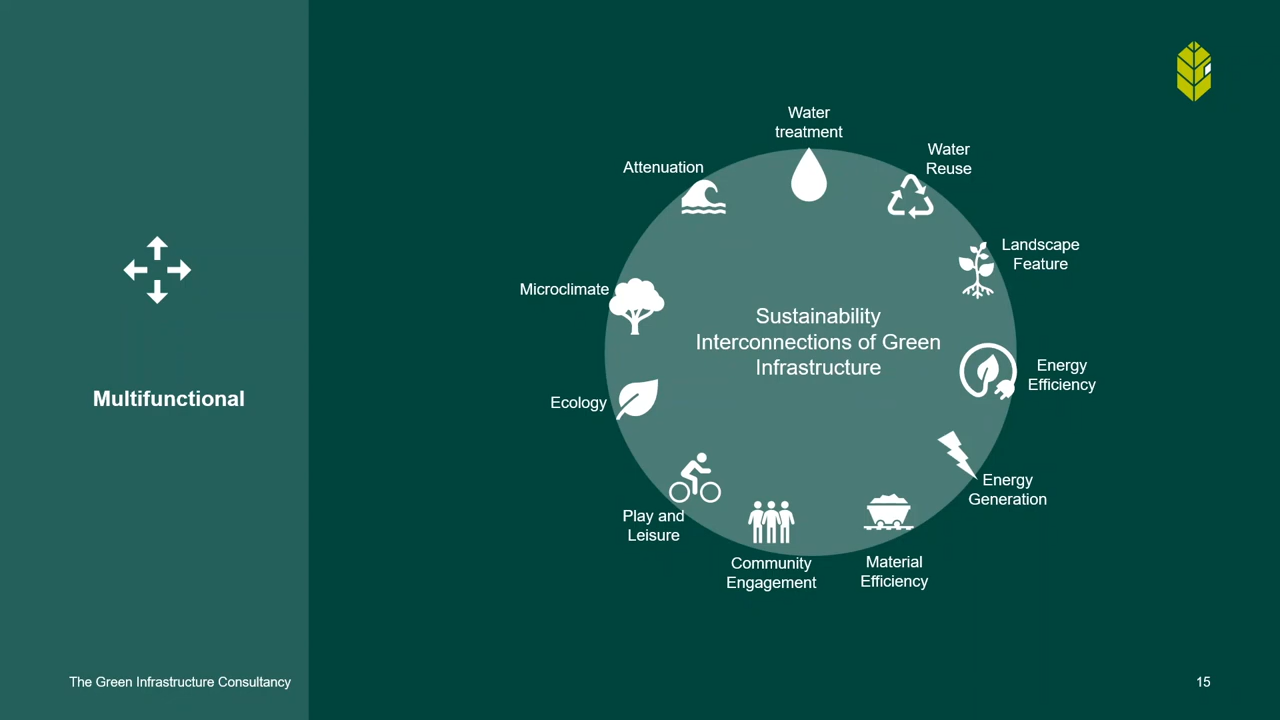 Multifunctional
Water
treatment
Water
Reuse
Landscape
Feature
Energy
Efficiency
Energy
Generation
Material
Efficiency
Community
Engagement
Play and
Leisure
Ecology
Microclimate
Attenuation
Sustainability
Interconnections of Green
Infrastructure
The Green Infrastructure Consultancy
15